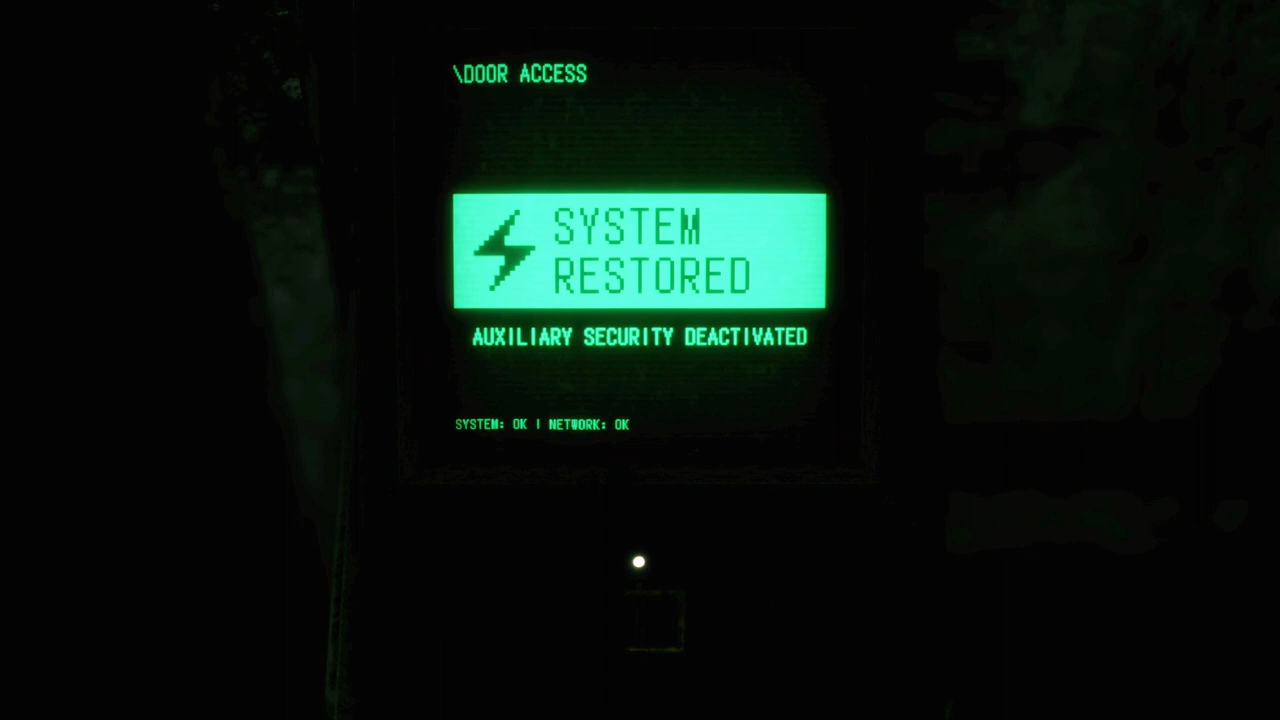 \DOOR ACCESS
SYSTEM
RESTORED
AUXILIARY SECURITY DEACTIVATED
SYSTEM: OK | NETWORK: OK